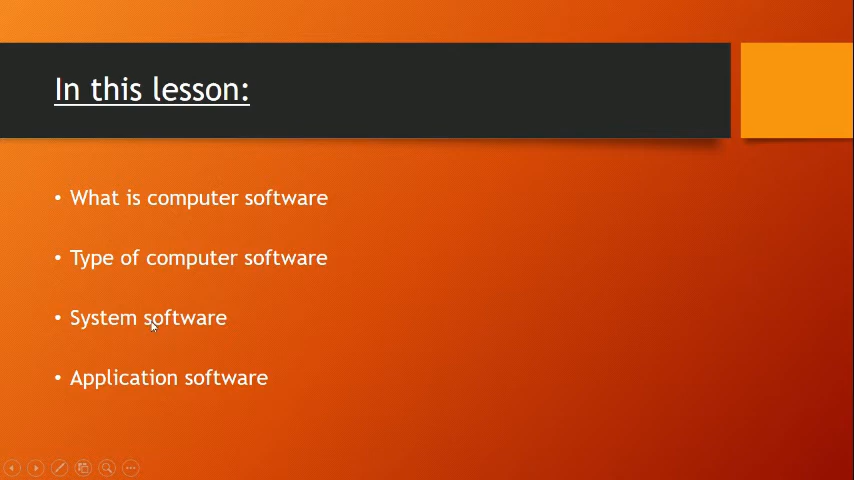 In this lesson:
• What is computer software
• Type of computer software
• System software
• Application software